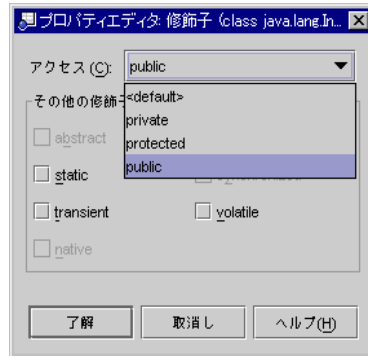 プロパティエディタ: 修飾子 (class java.lang.In...
アクセス(C): public
<default>
private
protected
public
その他の修飾子
abstract
static
transient
volatile
native
了解
取消し
ヘルプ(H)